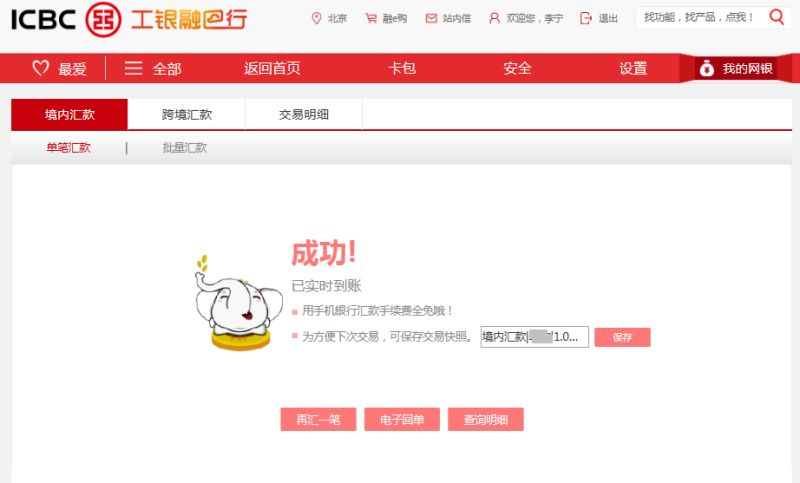 ICBC 工银融e行
北京 融e购 站内信 欢迎您，李宁 退出 找功能，找产品，点我！
最爱 全部 返回首页 卡包 安全 设置 我的网银
境内汇款 跨境汇款 交易明细
单笔汇款 | 批量汇款
成功!
已实时到账
用手机银行汇款手续费全免哦！
为方便下次交易，可保存交易快照。 境内汇款| 1.0... 保存
再汇一笔 电子回单 查询明细